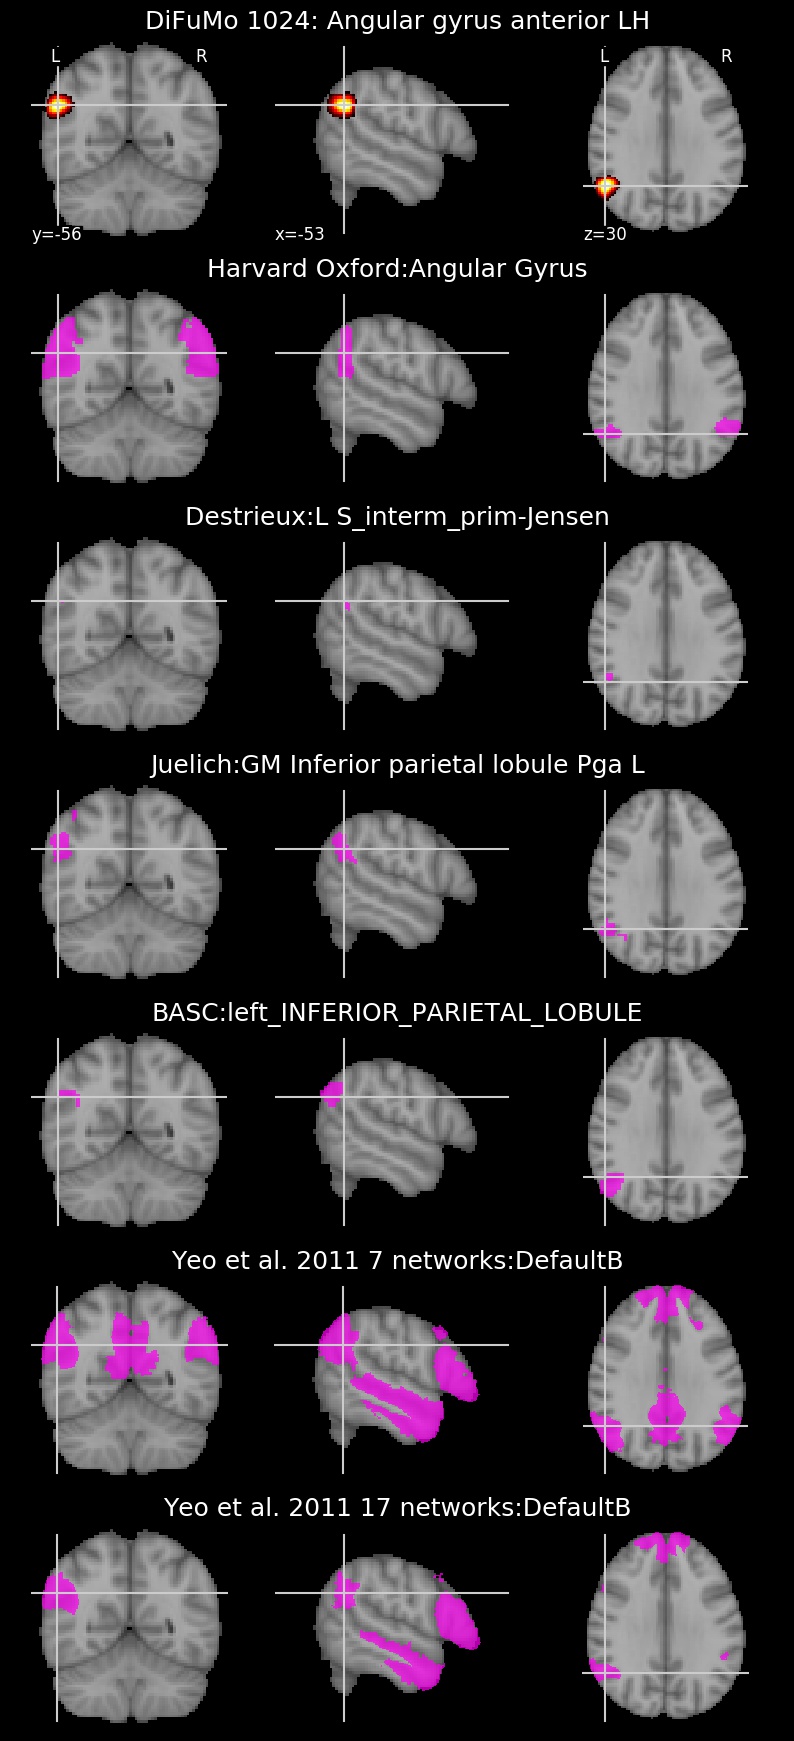 DiFuMo 1024: Angular gyrus anterior LH
L R L R
y=-56 x=-53 z=30
Harvard Oxford:Angular Gyrus
Destrieux:L S_interm_prim-Jensen
Juelich:GM Inferior parietal lobule Pga L
BASC:left_INFERIOR_PARIETAL_LOBULE
Yeo et al. 2011 7 networks:DefaultB
Yeo et al. 2011 17 networks:DefaultB